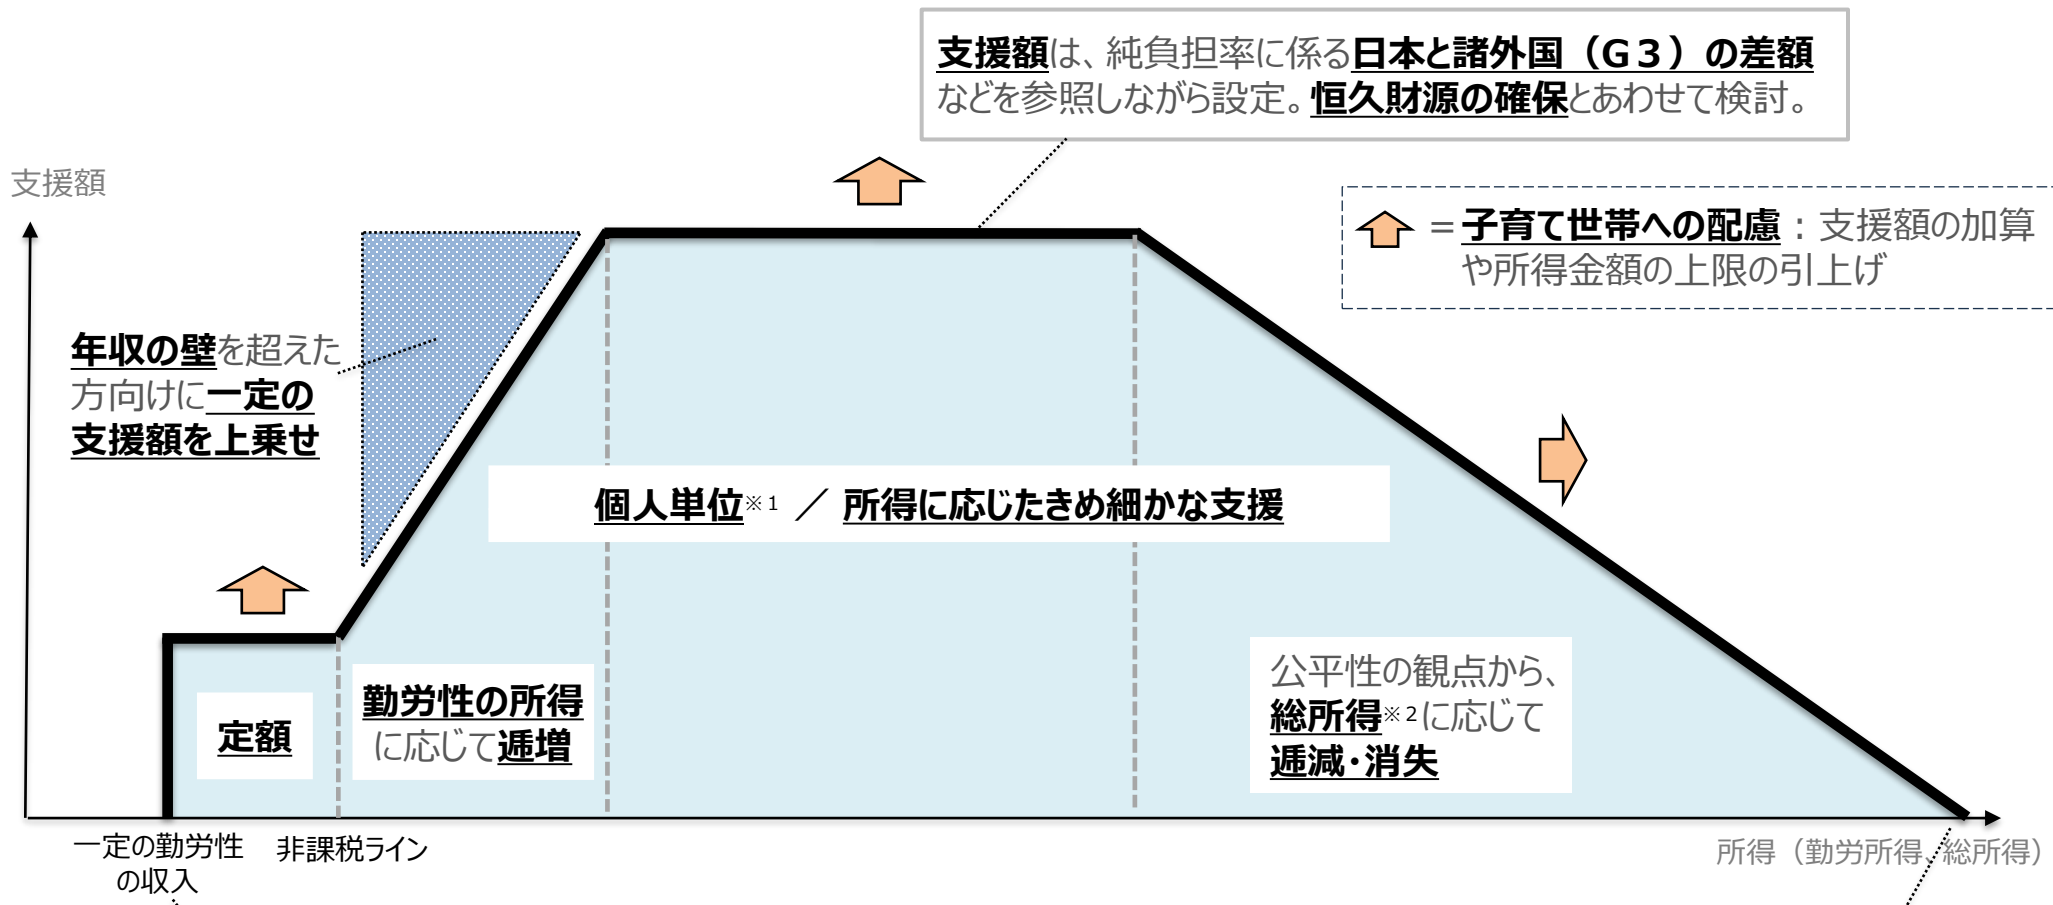 支援額は、純負担率に係る日本と諸外国（G３）の差額
などを参照しながら設定。恒久財源の確保とあわせて検討。
支援額
＝子育て世帯への配慮：支援額の加算
や所得金額の上限の引上げ
年収の壁を超えた
方向けに一定の
支援額を上乗せ
個人単位※１ ／ 所得に応じたきめ細かな支援
定額
勤労性の所得
に応じて逓増
公平性の観点から、
総所得※２に応じて
逓減・消失
一定の勤労性
の収入
非課税ライン
所得（勤労所得、総所得）